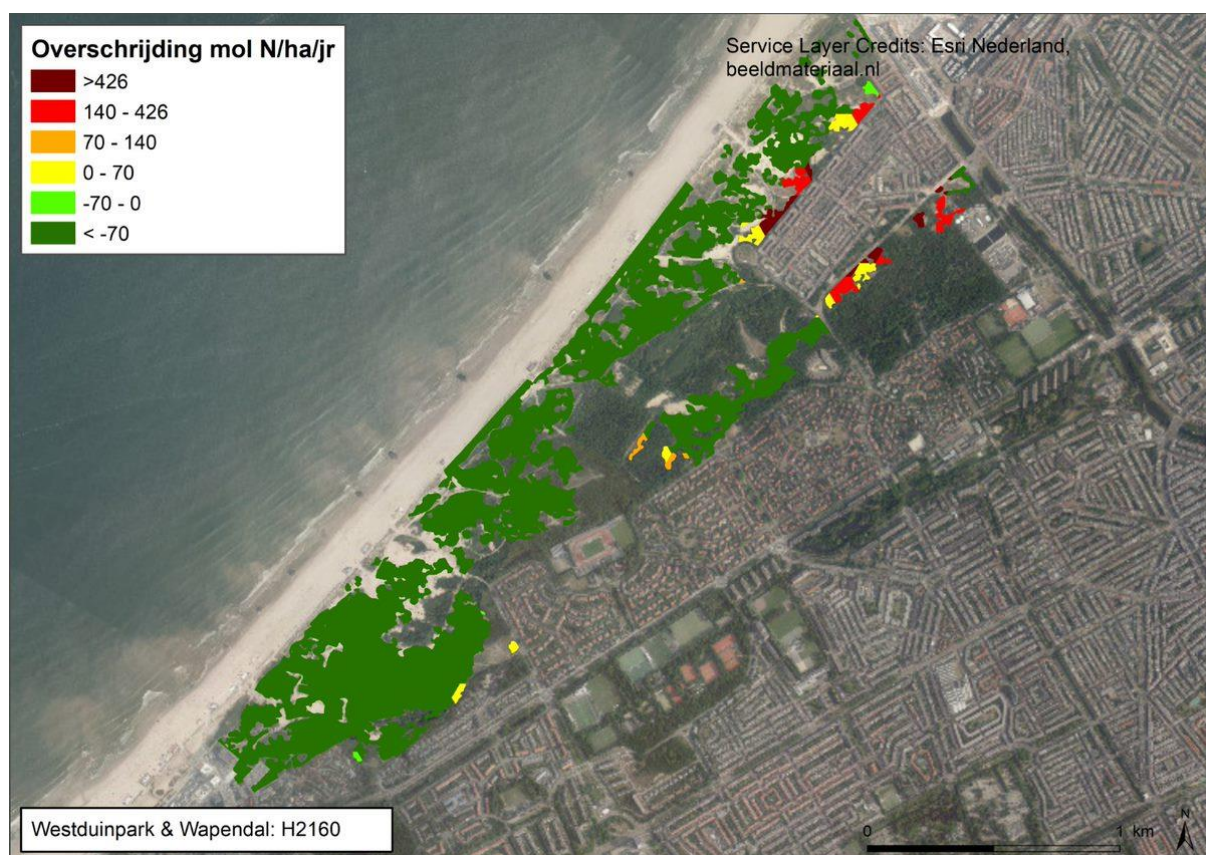 Overschrijding mol N/ha/jr
>426
140 - 426
70 - 140
0 - 70
-70 - 0
< -70
Service Layer Credits: Esri Nederland,
beeldmateriaal.nl
Westduinpark & Wapendal: H2160
0 1 km
N